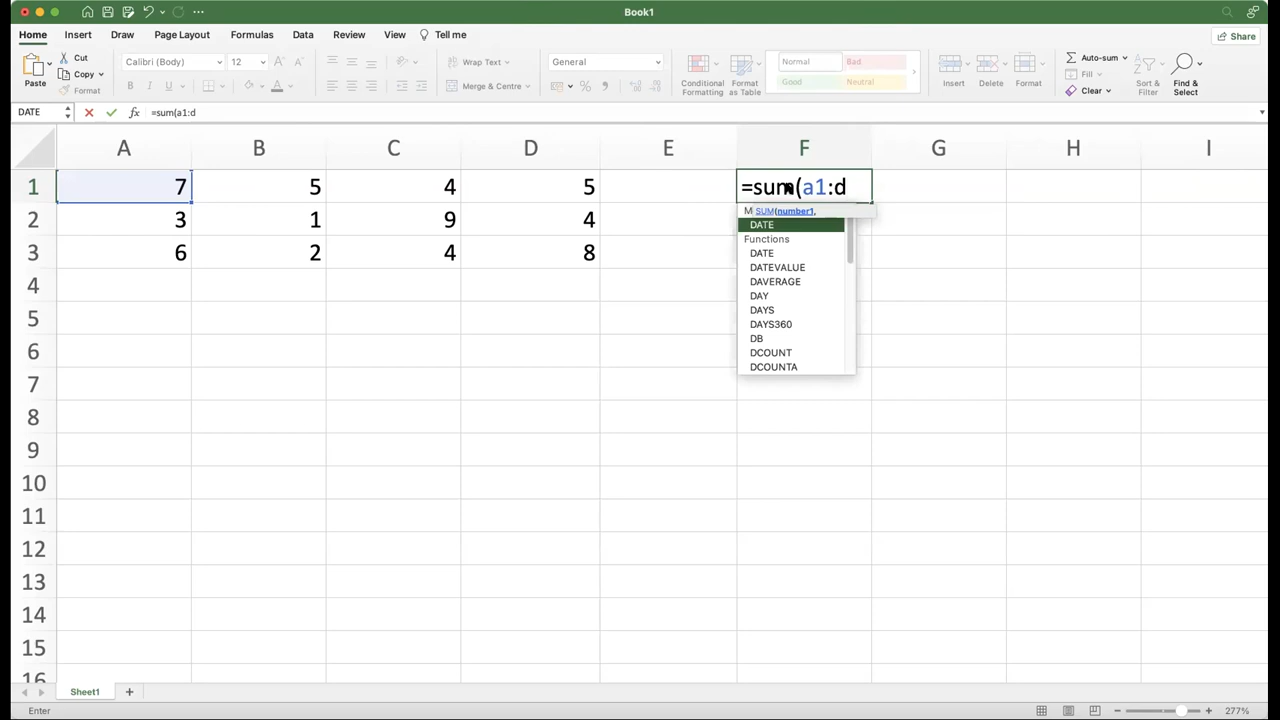 Book1
Home Insert Draw Page Layout Formulas Data Review View Tell me Share
Paste Cut Copy Format
Calibri (Body) 12 A A
B I U A
Wrap Text
Merge & Centre
General
% 
Conditional Formatting
Format as Table
Normal Bad
Good Neutral
Insert Delete Format
Auto-sum
Fill
Clear
Sort & Filter
Find & Select
DATE fx =sum(a1:d
A B C D E F G H I
1 7 5 4 5 =sum(a1:d
2 3 1 9 4
3 6 2 4 8
M SUM(number1,
DATE
Functions
DATE
DATEVALUE
DAVERAGE
DAY
DAYS
DAYS360
DB
DCOUNT
DCOUNTA
4
5
6
7
8
9
10
11
12
13
14
15
16
Sheet1 +
Enter - + 277%